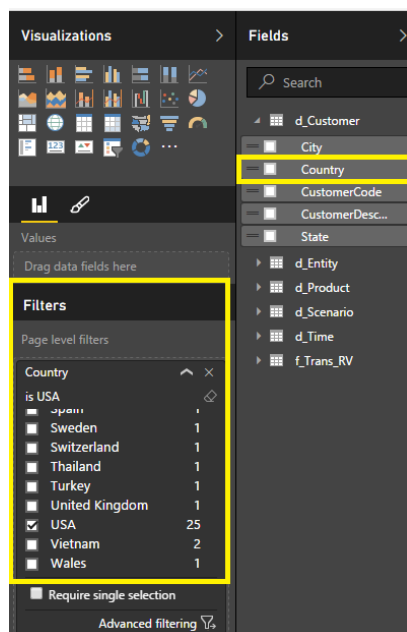 Visualizations
Values
Drag data fields here
Filters
Page level filters
Country
is USA
Spain 1
Sweden 1
Switzerland 1
Thailand 1
Turkey 1
United Kingdom 1
USA 25
Vietnam 2
Wales 1
Require single selection
Advanced filtering
Fields
Search
d_Customer
City
Country
CustomerCode
CustomerDesc...
State
d_Entity
d_Product
d_Scenario
d_Time
f_Trans_RV